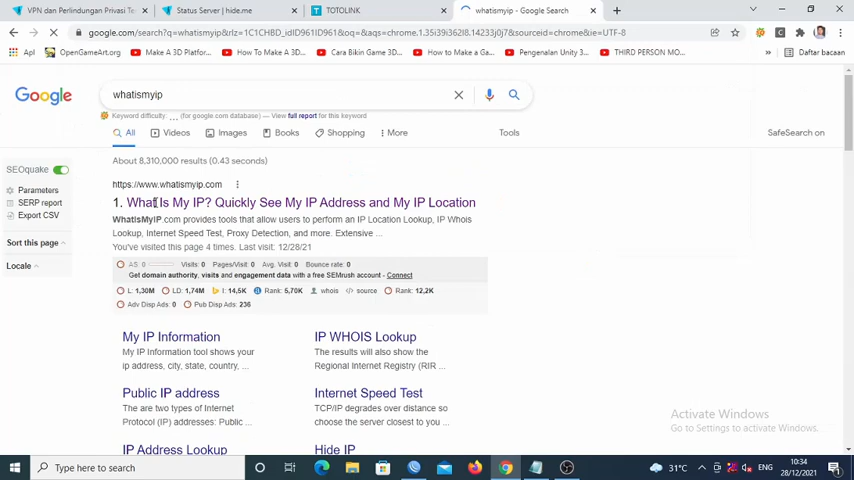 VPN dan Perlindungan Privasi Te
Status Server | hide.me
TOTOLINK
whatismyip - Google Search
google.com/search?q=whatismyip&rlz=1C1CHBD_idID961ID961&oq=&aqs=chrome.1.35i39i362l8.14233j0j7&sourceid=chrome&ie=UTF-8
Apl
OpenGameArt.org
Make A 3D Platfor...
How To Make A 3D...
Cara Bikin Game 3D...
How to Make a Ga...
Pengenalan Unity 3...
THIRD PERSON MO...
Daftar bacaan
Google
whatismyip
Keyword difficulty: ... (for google.com database) — View full report for this keyword
All
Videos
Images
Books
Shopping
More
Tools
SafeSearch on
About 8,310,000 results (0.43 seconds)
SEOquake
Parameters
SERP report
Export CSV
Sort this page
Locale
https://www.whatismyip.com
1. What Is My IP? Quickly See My IP Address and My IP Location
WhatIsMyIP.com provides tools that allow users to perform an IP Location Lookup, IP Whois
Lookup, Internet Speed Test, Proxy Detection, and more. Extensive ...
You've visited this page 4 times. Last visit: 12/28/21
AS: 0 Visits: 0 Pages/Visit: 0 Avg. Visit: 0 Bounce rate: 0
Get domain authority, visits and engagement data with a free SEMrush account - Connect
L: 1,30M LD: 1,74M I: 14,5K Rank: 5,70K whois source Rank: 12,2K
Adv Disp Ads: 0 Pub Disp Ads: 236
My IP Information
My IP Information tool shows your
ip address, city, state, country, ...
IP WHOIS Lookup
The results will also show the
Regional Internet Registry (RIR ...
Public IP address
The are two types of Internet
Protocol (IP) addresses: Public ...
Internet Speed Test
TCP/IP degrades over distance so
choose the server closest to you ...
IP Address Lookup
Hide IP
Activate Windows
Go to Settings to activate Windows.
Type here to search
31°C
ENG
10:34
28/12/2021